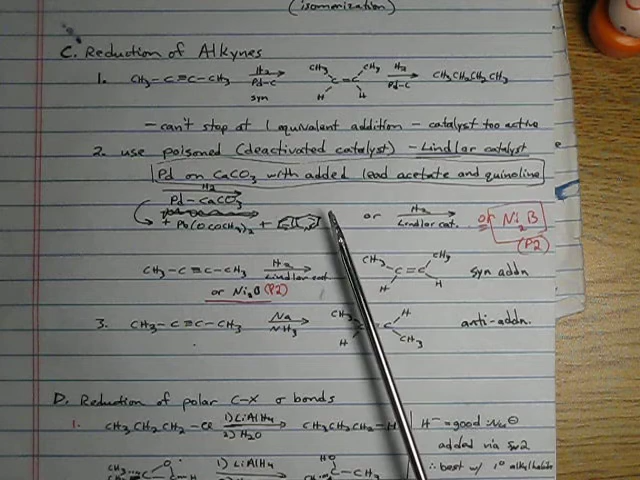 (isomerization)
C. Reduction of Alkynes
1. CH₃-C≡C-CH₃ H₂ Pd-C syn CH₃ CH₃ C=C H H H₂ Pd-C CH₃CH₂CH₂CH₃
- can't stop at 1 equivalent addition - catalyst too active
2. use poisoned (deactivated catalyst) - Lindlar catalyst
Pd on CaCO₃ with added lead acetate and quinoline
H₂
Pd-CaCO₃
+ Pb(OCOCH₃)₂ + N or H₂ Lindlar cat. or Ni₂B (P2)
CH₃-C≡C-CH₃ H₂ Lindlar cat. or Ni₂B (P2) CH₃ CH₃ C=C H H syn addn
3. CH₃-C≡C-CH₃ Na NH₃ CH₃ H C H CH₃ anti-addn.
D. Reduction of polar C-X σ bonds
1. CH₃CH₂CH₂-Cl 1) LiAlH₄ 2) H₂O CH₃CH₂CH₂-H H⁻ = good :Nu⊖
added via SN2
∴ best w/ 1° alkyl halide
CH₃ O C H 1) LiAlH₄ HO C-CH₃